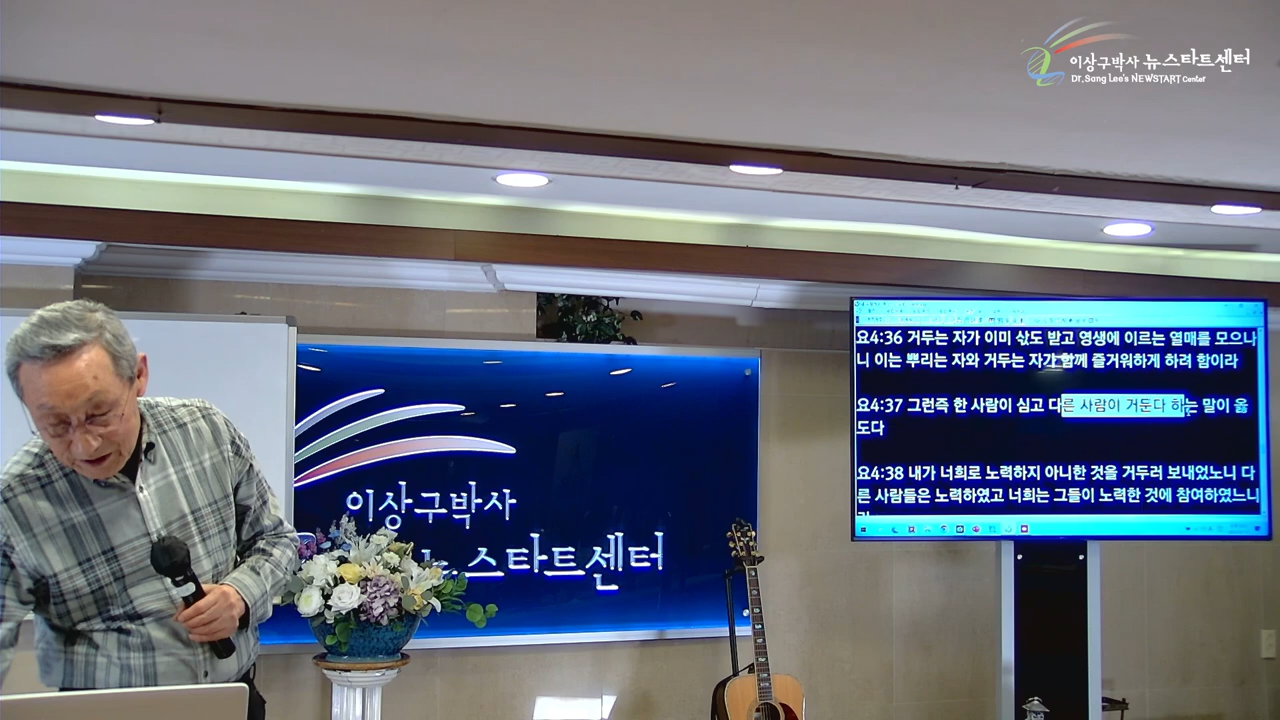 이상구박사 뉴스타트센터
Dr. Sang Lee's NEWSTART Center
이상구박사
뉴스타트센터
요4:36 거두는 자가 이미 삯도 받고 영생에 이르는 열매를 모으나
니 이는 뿌리는 자와 거두는 자가 함께 즐거워하게 하려 함이라
요4:37 그런즉 한 사람이 심고 다른 사람이 거둔다 하는 말이 옳
도다
요4:38 내가 너희로 노력하지 아니한 것을 거두러 보내었노니 다
른 사람들은 노력하였고 너희는 그들이 노력한 것에 참여하였느니